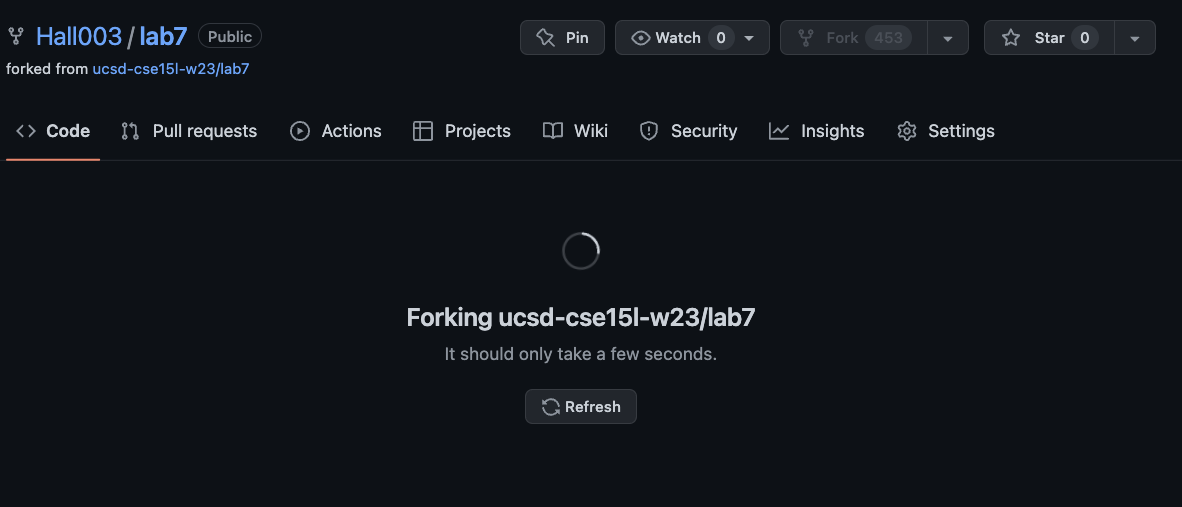 Hall003 / lab7 Public Pin Watch 0 Fork 453 Star 0
forked from ucsd-cse15l-w23/lab7
Code Pull requests Actions Projects Wiki Security Insights Settings
Forking ucsd-cse15l-w23/lab7
It should only take a few seconds.
Refresh